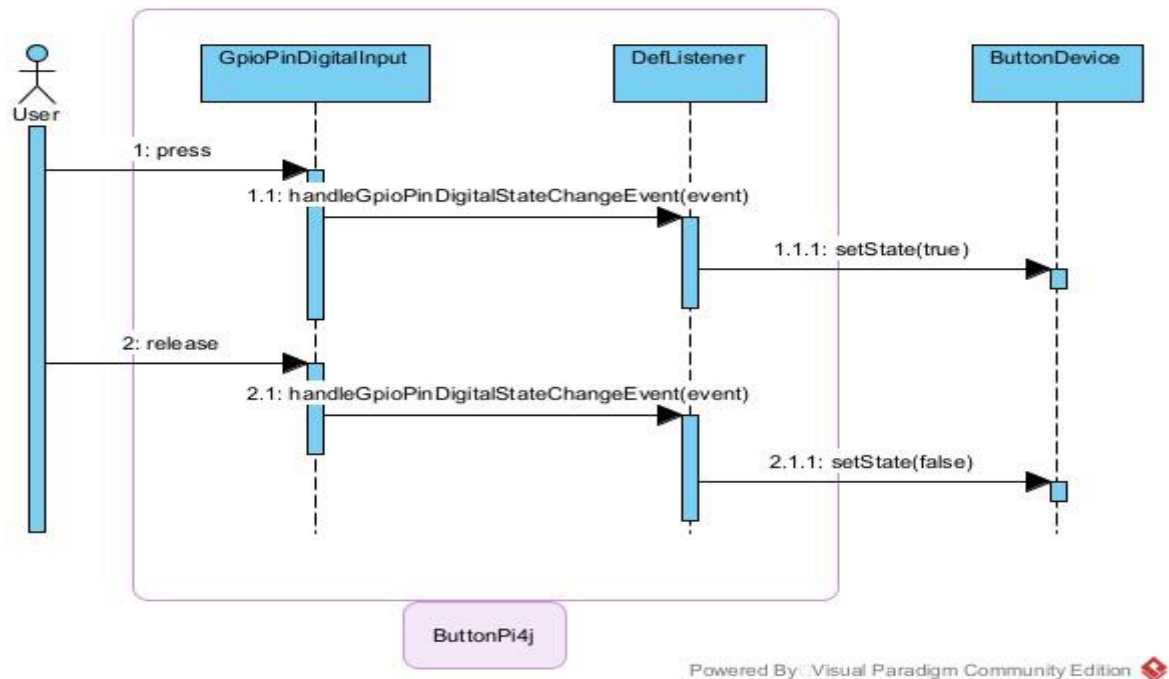 GpioPinDigitalInput
DefListener
ButtonDevice
User
1: press
1.1: handleGpioPinDigitalStateChangeEvent(event)
1.1.1: setState(true)
2: release
2.1: handleGpioPinDigitalStateChangeEvent(event)
2.1.1: setState(false)
ButtonPi4j
Powered By Visual Paradigm Community Edition